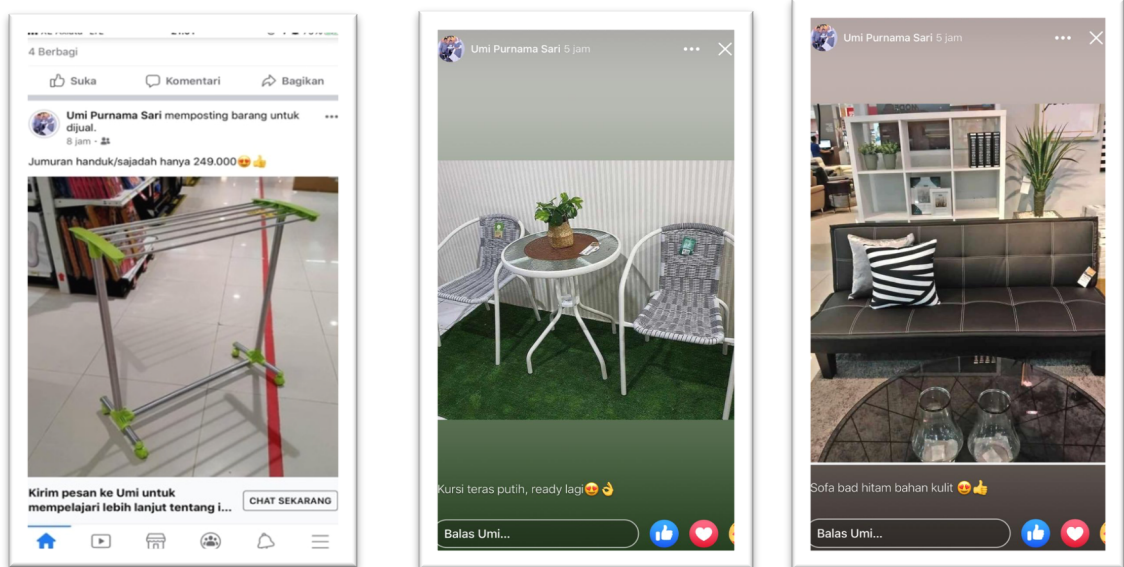 4 Berbagi
Suka
Komentari
Bagikan
Umi Purnama Sari memposting barang untuk
dijual.
8 jam
Jumuran handuk/sajadah hanya 249.000😍👍
Kirim pesan ke Umi untuk
mempelajari lebih lanjut tentang i...
CHAT SEKARANG
Umi Purnama Sari 5 jam
Kursi teras putih, ready lagi😍👌
Balas Umi...
Umi Purnama Sari 5 jam
Sofa bad hitam bahan kulit 😍👍
Balas Umi...